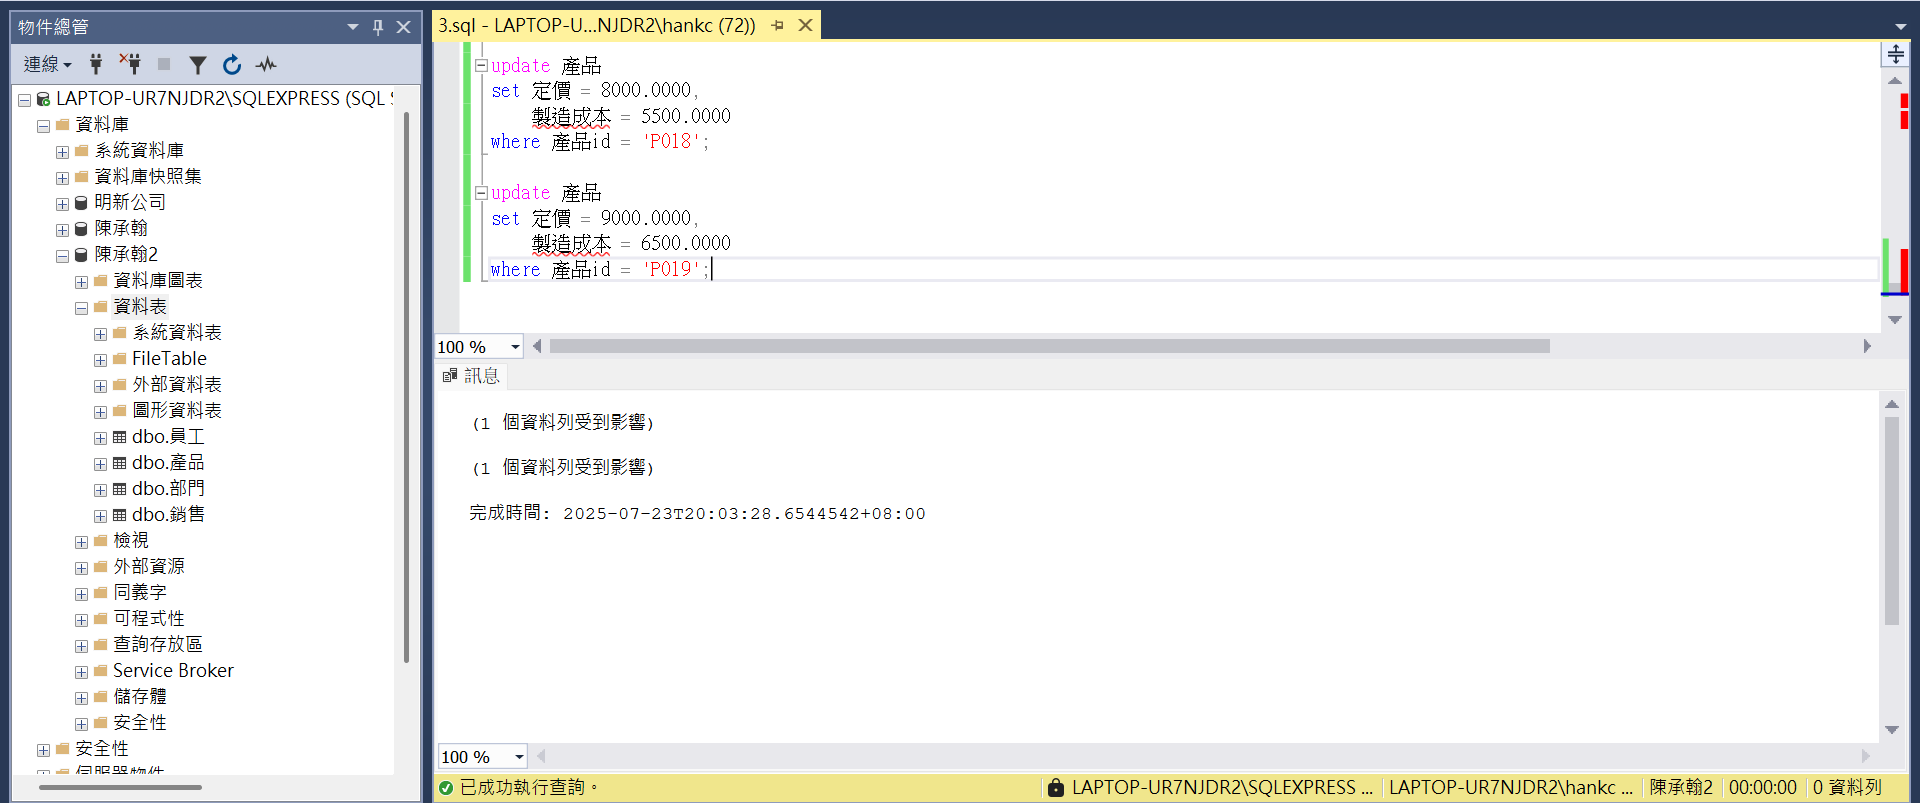 物件總管
連線
LAPTOP-UR7NJDR2\SQLEXPRESS (SQL S
資料庫
系統資料庫
資料庫快照集
明新公司
陳承翰
陳承翰2
資料庫圖表
資料表
系統資料表
FileTable
外部資料表
圖形資料表
dbo.員工
dbo.產品
dbo.部門
dbo.銷售
檢視
外部資源
同義字
可程式性
查詢存放區
Service Broker
儲存體
安全性
安全性
伺服器物件
3.sql - LAPTOP-U...NJDR2\hankc (72))
update 產品
set 定價 = 8000.0000,
製造成本 = 5500.0000
where 產品id = 'P018';
update 產品
set 定價 = 9000.0000,
製造成本 = 6500.0000
where 產品id = 'P019';
100 %
訊息
(1 個資料列受到影響)
(1 個資料列受到影響)
完成時間: 2025-07-23T20:03:28.6544542+08:00
100 %
已成功執行查詢。 LAPTOP-UR7NJDR2\SQLEXPRESS ... LAPTOP-UR7NJDR2\hankc ... 陳承翰2 00:00:00 0 資料列